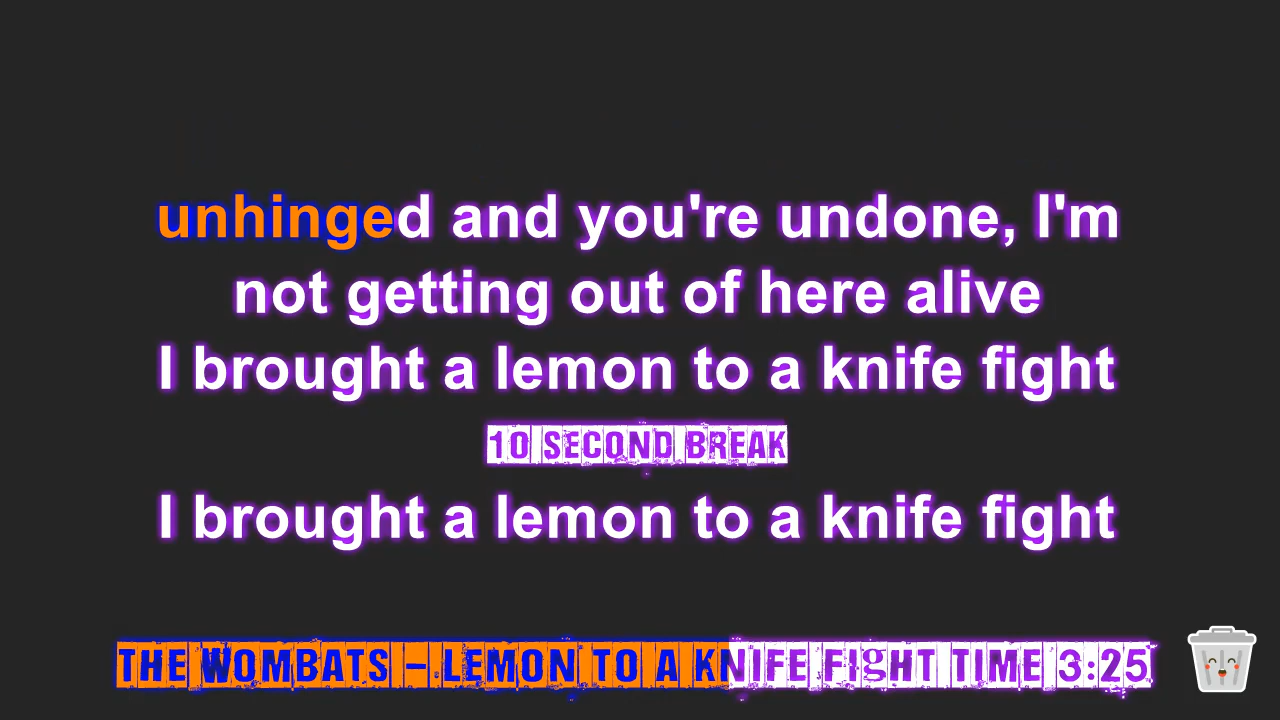 unhinged and you're undone, I'm
not getting out of here alive
I brought a lemon to a knife fight
10 SECOND BREAK
I brought a lemon to a knife fight
THE WOMBATS - LEMON TO A KNIFE FIGHT TIME 3:25